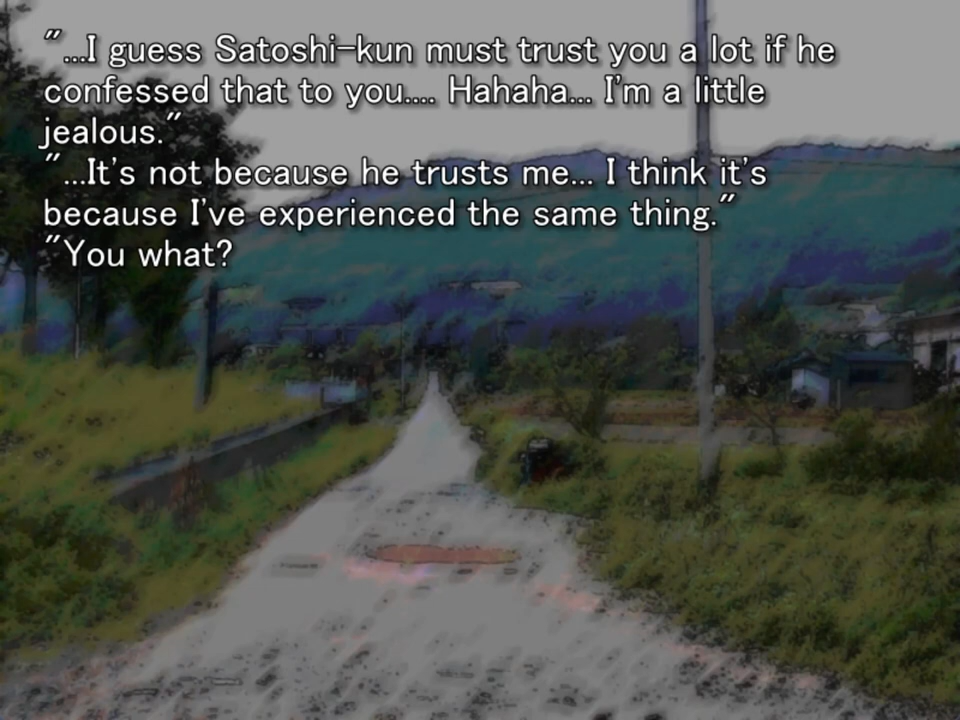 "...I guess Satoshi-kun must trust you a lot if he
confessed that to you.... Hahaha... I'm a little
jealous."
"...It's not because he trusts me... I think it's
because I've experienced the same thing."
"You what?